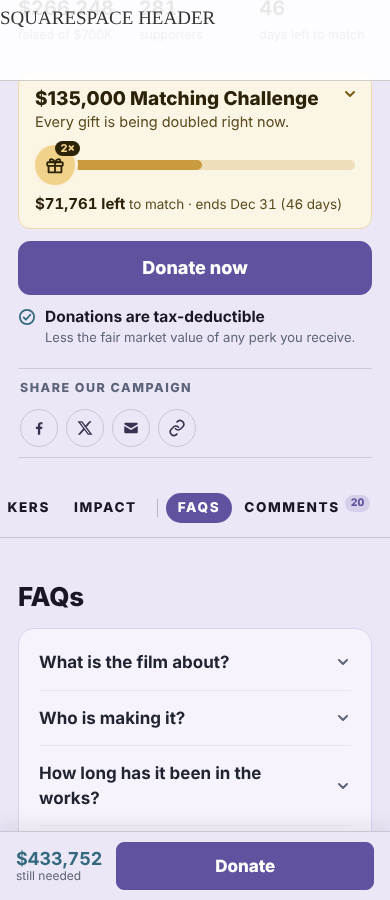 $266,248 281 46
SQUARESPACE HEADER
raised of $700K supporters days left to match
$135,000 Matching Challenge
Every gift is being doubled right now.
2×
$71,761 left to match · ends Dec 31 (46 days)
Donate now
Donations are tax-deductible
Less the fair market value of any perk you receive.
SHARE OUR CAMPAIGN
KERS IMPACT FAQS COMMENTS 20
FAQs
What is the film about?
Who is making it?
How long has it been in the
works?
$433,752
still needed
Donate